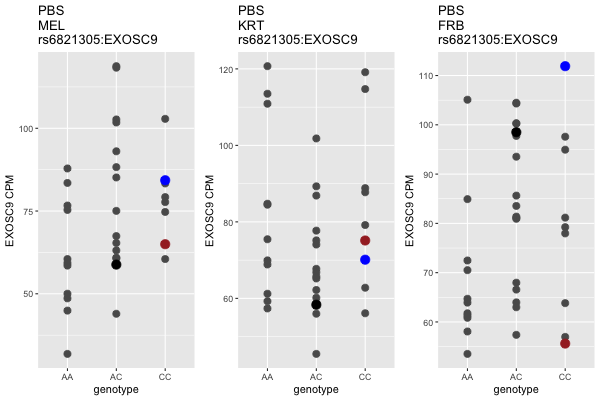 PBS
MEL
rs6821305:EXOSC9
EXOSC9 CPM
100
75
50
AA
AC
CC
genotype
PBS
KRT
rs6821305:EXOSC9
EXOSC9 CPM
120
100
80
60
AA
AC
CC
genotype
PBS
FRB
rs6821305:EXOSC9
EXOSC9 CPM
110
100
90
80
70
60
AA
AC
CC
genotype